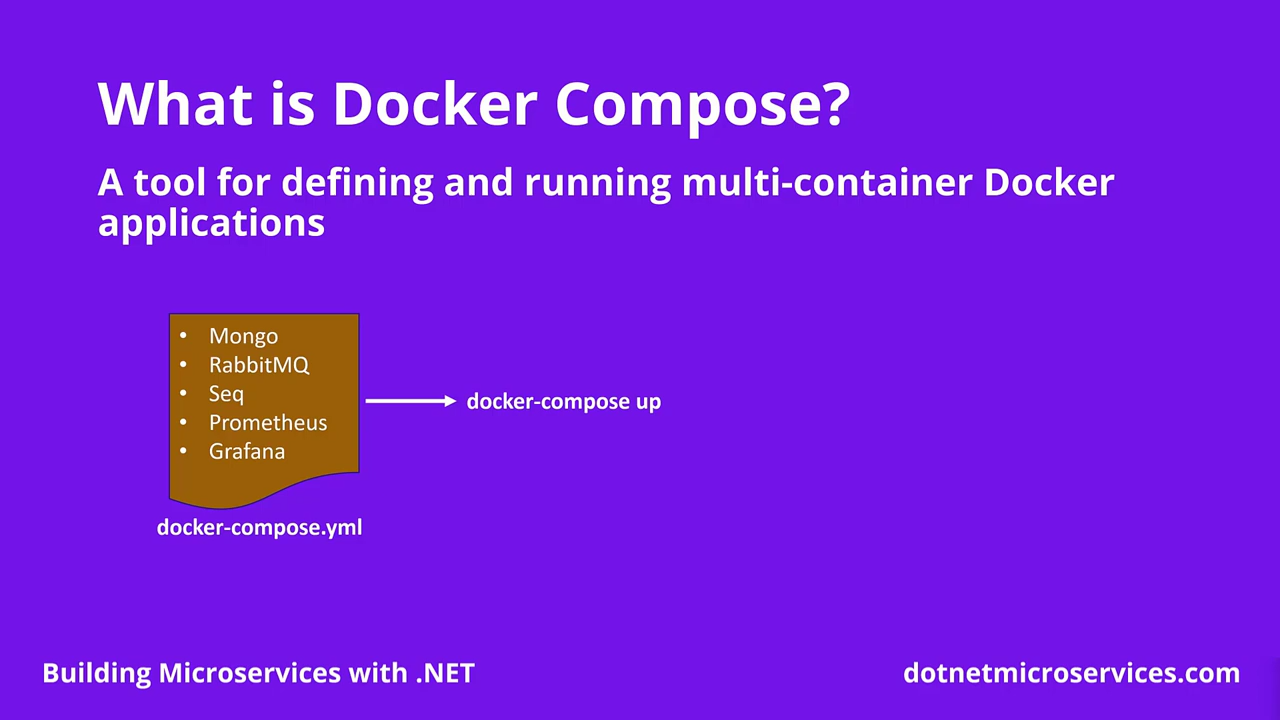 What is Docker Compose?
A tool for defining and running multi-container Docker
applications
• Mongo
• RabbitMQ
• Seq
• Prometheus
• Grafana
docker-compose up
docker-compose.yml
Building Microservices with .NET
dotnetmicroservices.com